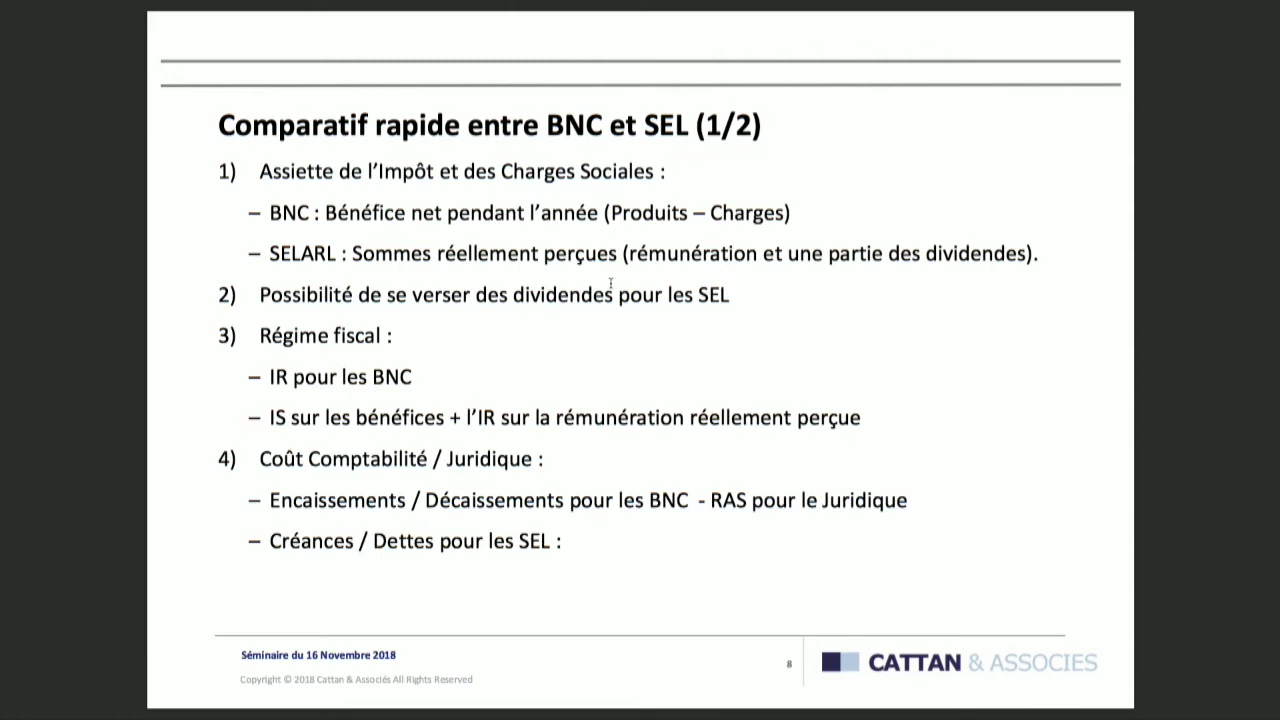 Comparatif rapide entre BNC et SEL (1/2)
1) Assiette de l'Impôt et des Charges Sociales :
– BNC : Bénéfice net pendant l'année (Produits – Charges)
– SELARL : Sommes réellement perçues (rémunération et une partie des dividendes).
2) Possibilité de se verser des dividendes pour les SEL
3) Régime fiscal :
– IR pour les BNC
– IS sur les bénéfices + l'IR sur la rémunération réellement perçue
4) Coût Comptabilité / Juridique :
– Encaissements / Décaissements pour les BNC - RAS pour le Juridique
– Créances / Dettes pour les SEL :
Séminaire du 16 Novembre 2018
Copyright © 2018 Cattan & Associés All Rights Reserved
8
CATTAN & ASSOCIES